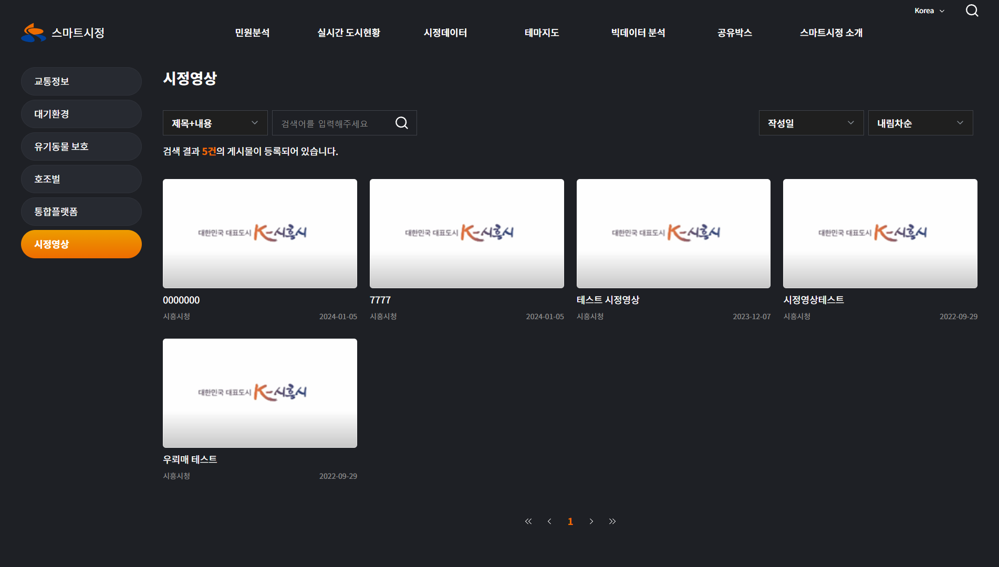 Korea
스마트시정
민원분석
실시간 도시현황
시정데이터
테마지도
빅데이터 분석
공유박스
스마트시정 소개
교통정보
대기환경
유기동물 보호
호조벌
통합플랫폼
시정영상
시정영상
제목+내용
검색어를 입력해주세요
작성일
내림차순
검색 결과 5건의 게시물이 등록되어 있습니다.
대한민국 대표도시 K-시흥시
0000000
시흥시청 2024-01-05
대한민국 대표도시 K-시흥시
7777
시흥시청 2024-01-05
대한민국 대표도시 K-시흥시
테스트 시정영상
시흥시청 2023-12-07
대한민국 대표도시 K-시흥시
시정영상테스트
시흥시청 2022-09-29
대한민국 대표도시 K-시흥시
우뢰매 테스트
시흥시청 2022-09-29
1